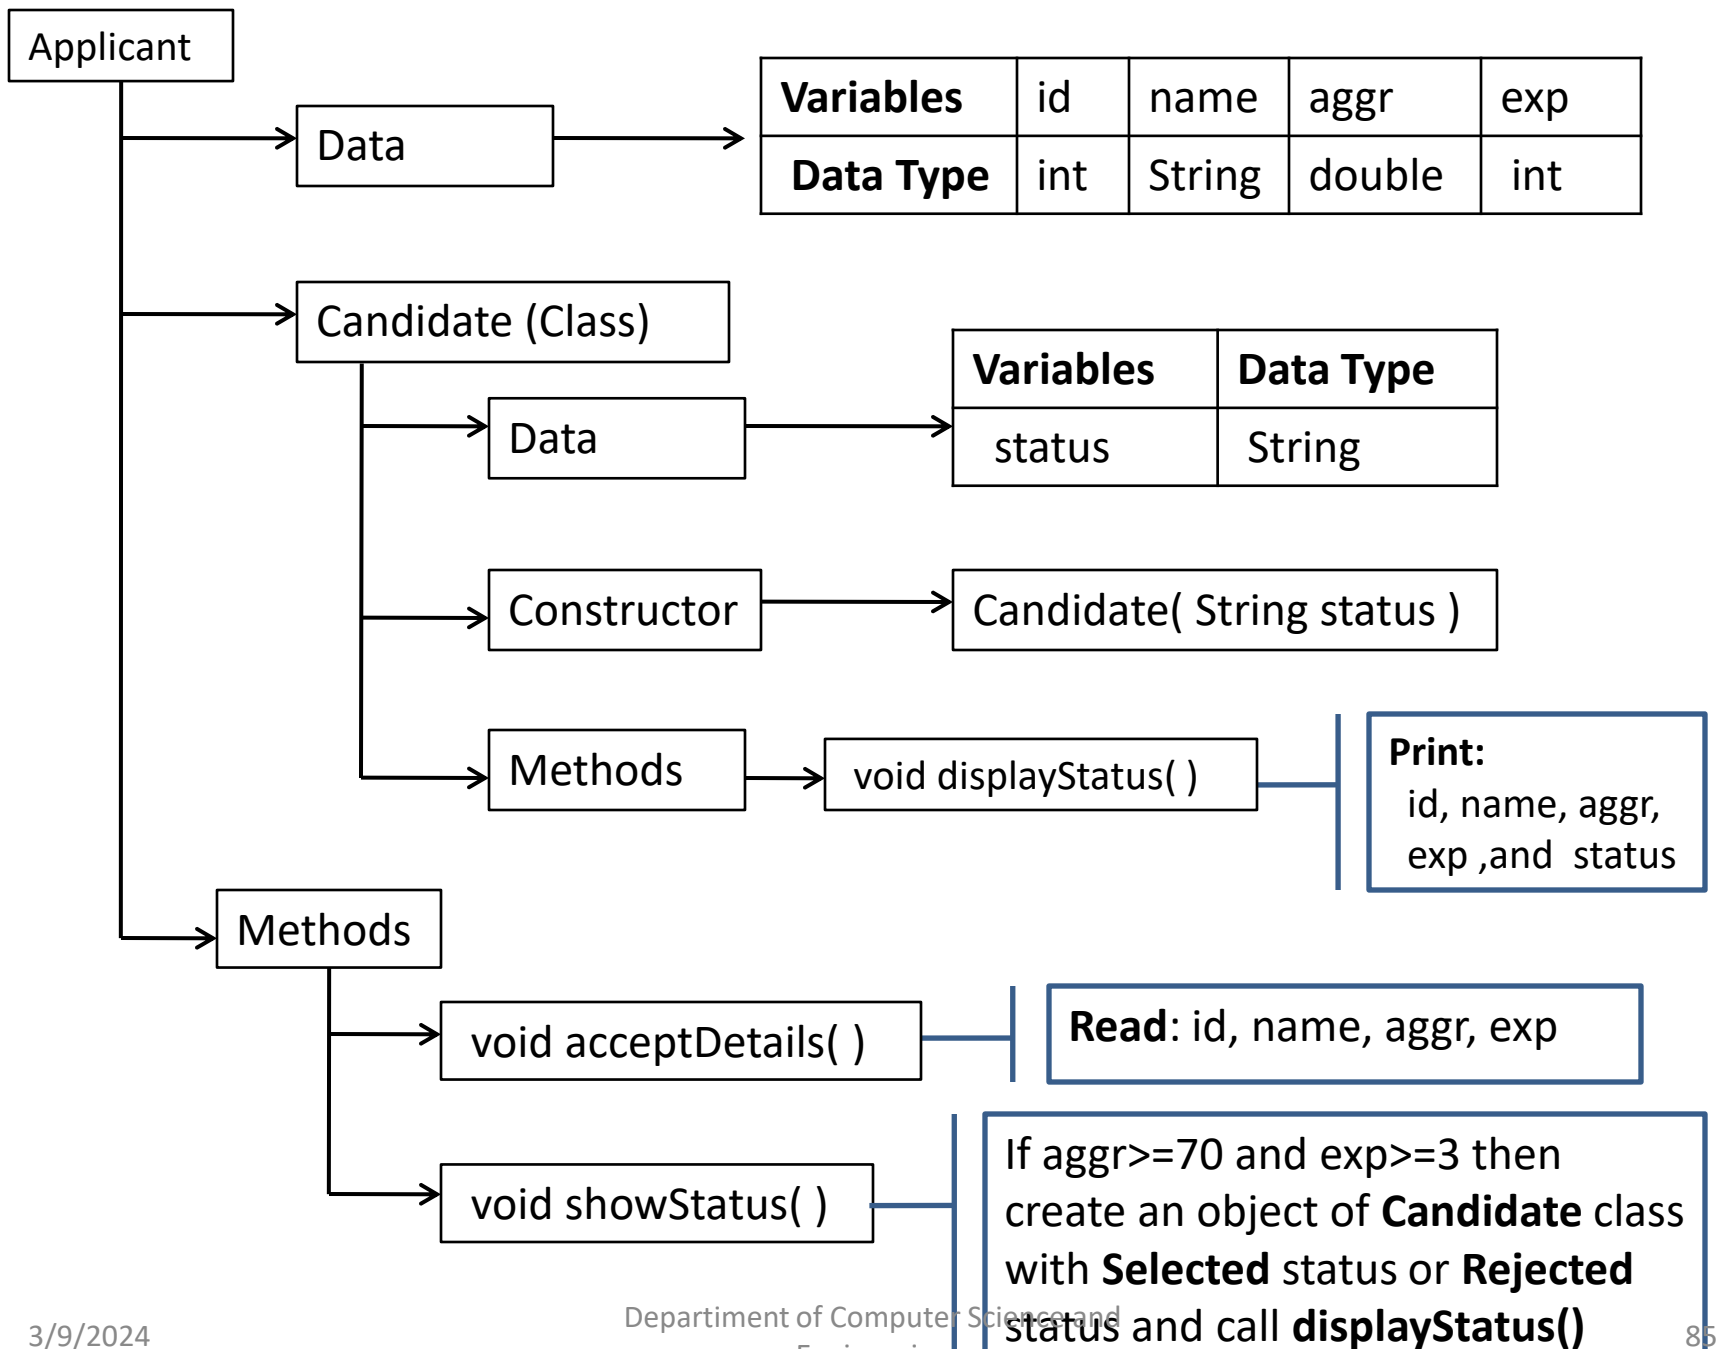 Applicant
Data
Variables id name aggr exp
Data Type int String double int
Candidate (Class)
Data
Variables Data Type
status String
Constructor
Candidate( String status )
Methods
void displayStatus( )
Print:
id, name, aggr,
exp ,and  status
Methods
void acceptDetails( )
Read: id, name, aggr, exp
void showStatus( )
If aggr>=70 and exp>=3 then
create an object of Candidate class
with Selected status or Rejected
status and call displayStatus()
3/9/2024
Departiment of Computer Science and
85